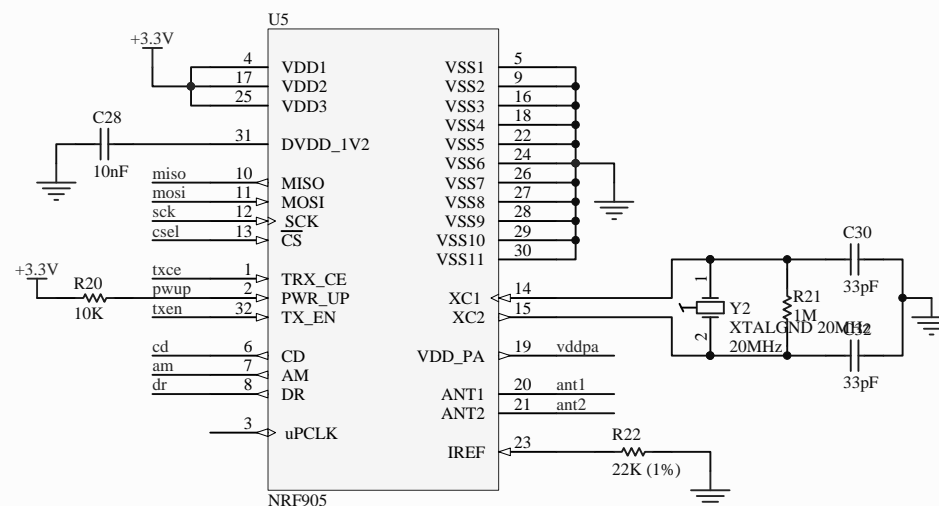 U5
+3.3V
4 VDD1
17 VDD2
25 VDD3
C28
10nF
31 DVDD_1V2
miso 10 MISO
mosi 11 MOSI
sck 12 SCK
csel 13 CS
+3.3V
R20
10K
txce 1 TRX_CE
pwup 2 PWR_UP
txen 32 TX_EN
cd 6 CD
am 7 AM
dr 8 DR
3 uPCLK
VSS1 5
VSS2 9
VSS3 16
VSS4 18
VSS5 22
VSS6 24
VSS7 26
VSS8 27
VSS9 28
VSS10 29
VSS11 30
XC1 14
XC2 15
VDD_PA 19 vddpa
ANT1 20 ant1
ANT2 21 ant2
IREF 23
R22
22K (1%)
1
2
Y2
XTALGND 20MHz
20MHz
R21
1M
C30
33pF
C32
33pF
NRF905